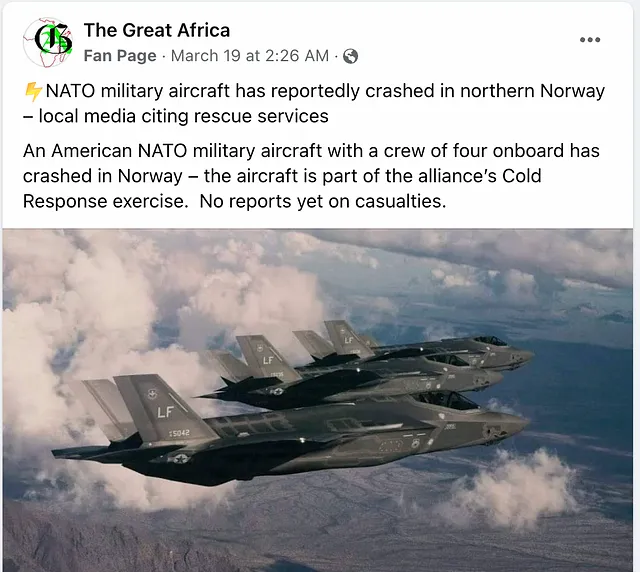 The Great Africa
Fan Page · March 19 at 2:26 AM ·
⚡NATO military aircraft has reportedly crashed in northern Norway
– local media citing rescue services
An American NATO military aircraft with a crew of four onboard has
crashed in Norway – the aircraft is part of the alliance's Cold
Response exercise.  No reports yet on casualties.
LF
LF
LF
5042